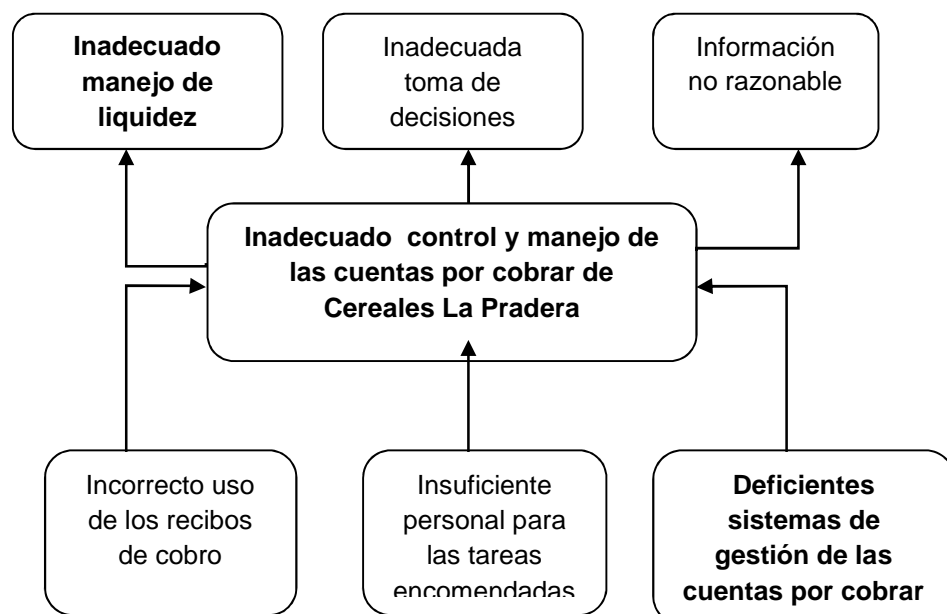 Inadecuado
manejo de
liquidez
Inadecuada
toma de
decisiones
Información
no razonable
Inadecuado  control y manejo de
las cuentas por cobrar de
Cereales La Pradera
Incorrecto uso
de los recibos
de cobro
Insuficiente
personal para
las tareas
encomendadas
Deficientes
sistemas de
gestión de las
cuentas por cobrar